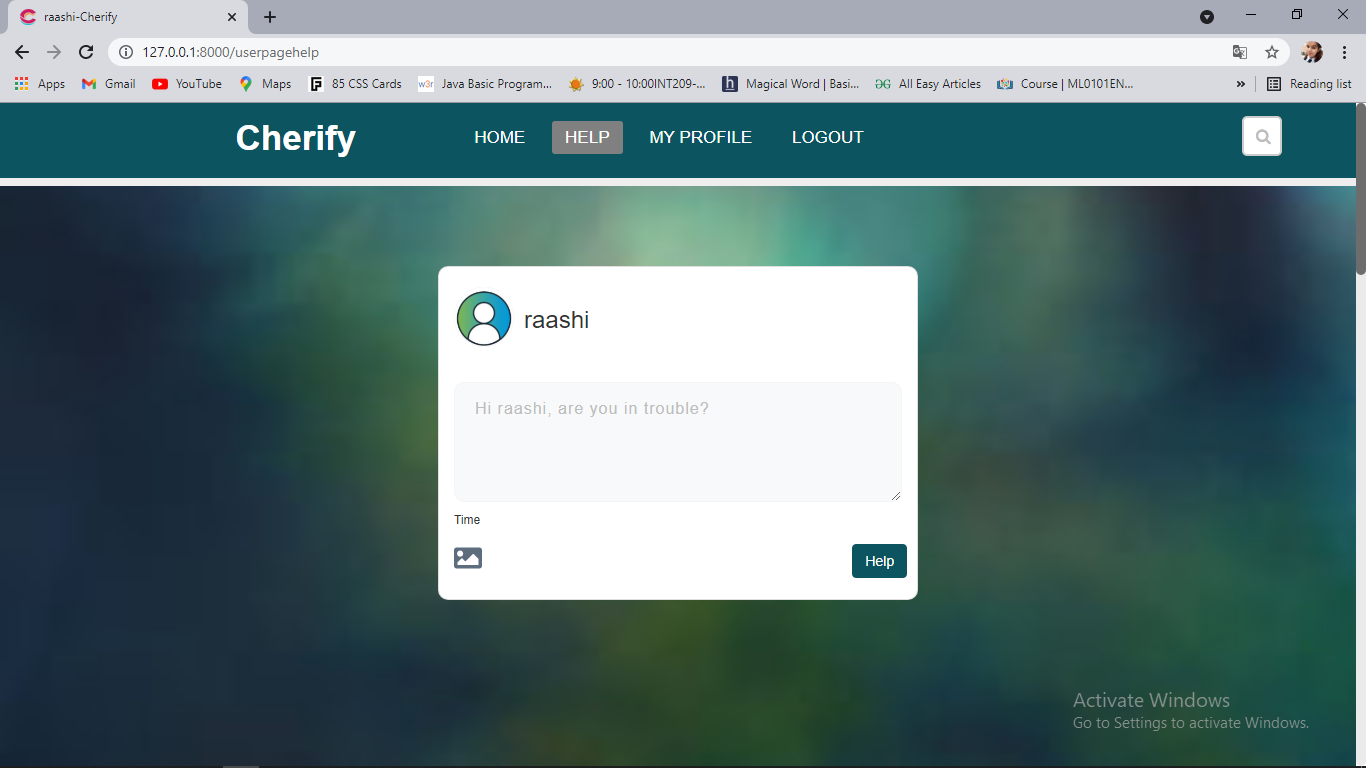 raashi-Cherify
127.0.0.1:8000/userpagehelp
Apps Gmail YouTube Maps 85 CSS Cards w3r Java Basic Program... 9:00 - 10:00INT209-... h Magical Word | Basi... All Easy Articles Course | ML0101EN... » Reading list
Cherify HOME HELP MY PROFILE LOGOUT
raashi
Hi raashi, are you in trouble?
Time
Help
Activate Windows
Go to Settings to activate Windows.